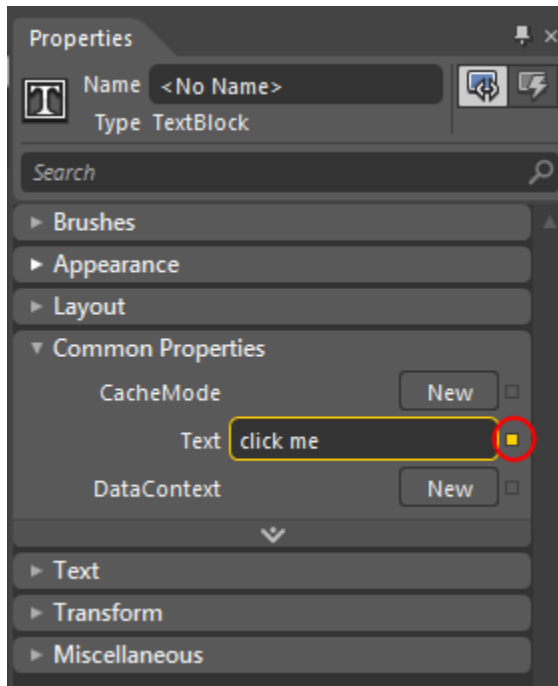 Properties
Name <No Name>
Type TextBlock
Search
Brushes
Appearance
Layout
Common Properties
CacheMode New
Text click me
DataContext New
Text
Transform
Miscellaneous